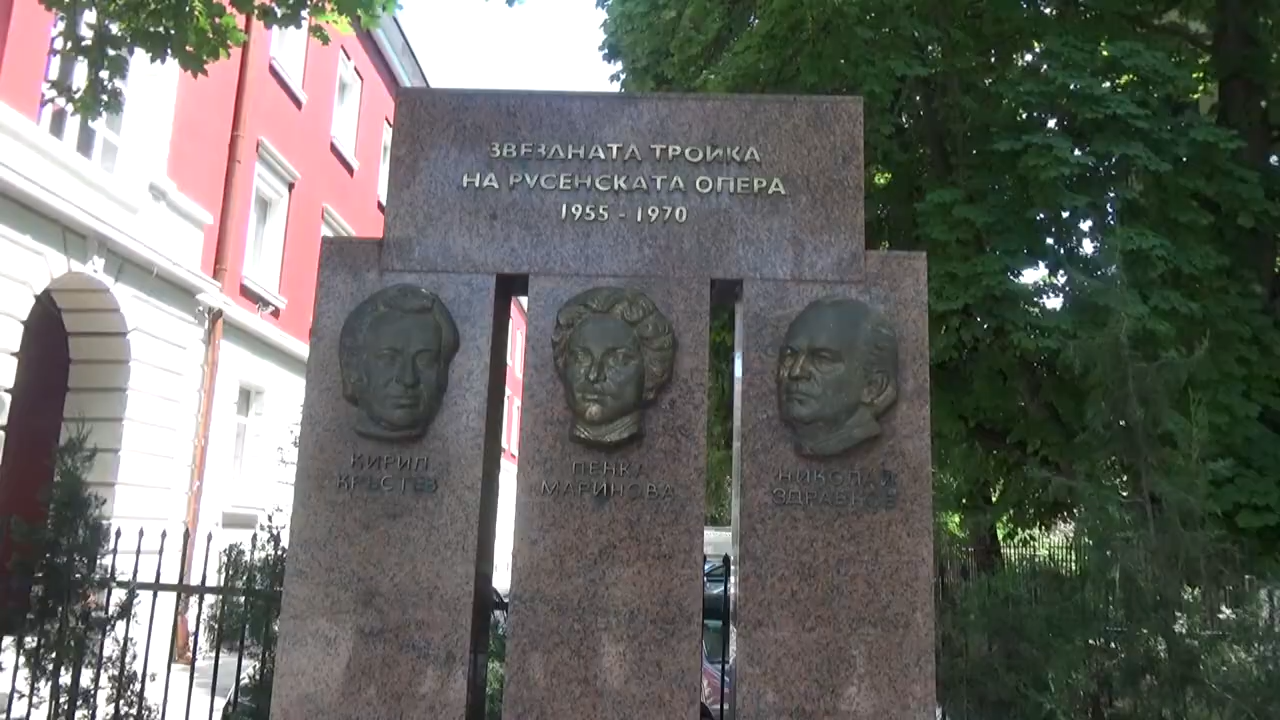 ЗВЕЗДНАТА ТРОЙКА
НА РУСЕНСКАТА ОПЕРА
1955 - 1970
КИРИЛ
КРЪСТЕВ
ПЕНКА
МАРИНОВА
НИКОЛАЙ
ЗДРАВКОВ